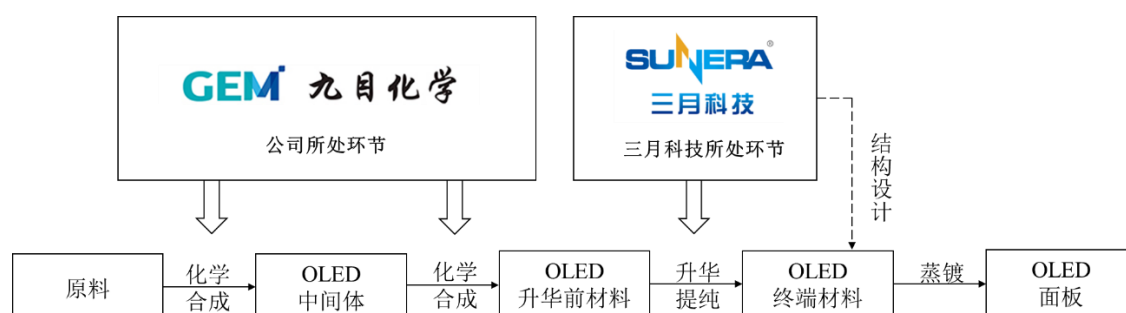 GEM 九目化学
公司所处环节
SUNERA®
三月科技
三月科技所处环节
结构设计
原料
化学
合成
OLED
中间体
化学
合成
OLED
升华前材料
升华
提纯
OLED
终端材料
蒸镀
OLED
面板